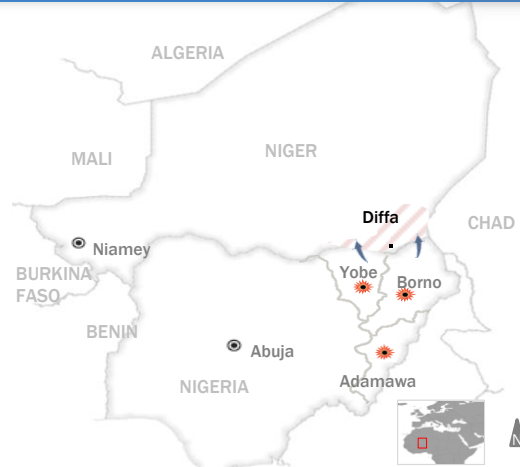 ALGERIA
MALI
NIGER
Diffa
CHAD
Niamey
BURKINA
FASO
Yobe
Borno
BENIN
Abuja
NIGERIA
Adamawa
N